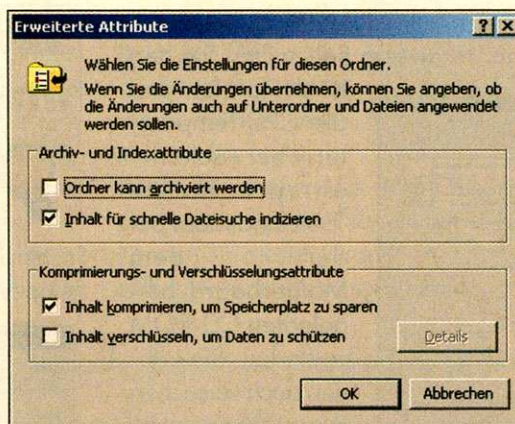 Erweiterte Attribute
Wählen Sie die Einstellungen für diesen Ordner.
Wenn Sie die Änderungen übernehmen, können Sie angeben, ob
die Änderungen auch auf Unterordner und Dateien angewendet
werden sollen.
Archiv- und Indexattribute
Ordner kann archiviert werden
Inhalt für schnelle Dateisuche indizieren
Komprimierungs- und Verschlüsselungsattribute
Inhalt komprimieren, um Speicherplatz zu sparen
Inhalt verschlüsseln, um Daten zu schützen
Details
OK
Abbrechen